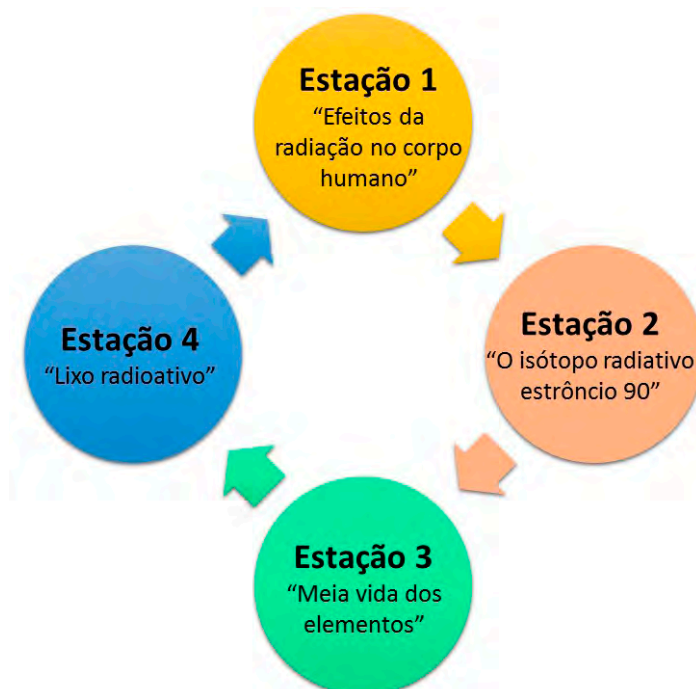 Estação 1
“Efeitos da
radiação no corpo
humano”
Estação 2
“O isótopo radiativo
estrôncio 90”
Estação 3
“Meia vida dos
elementos”
Estação 4
“Lixo radioativo”